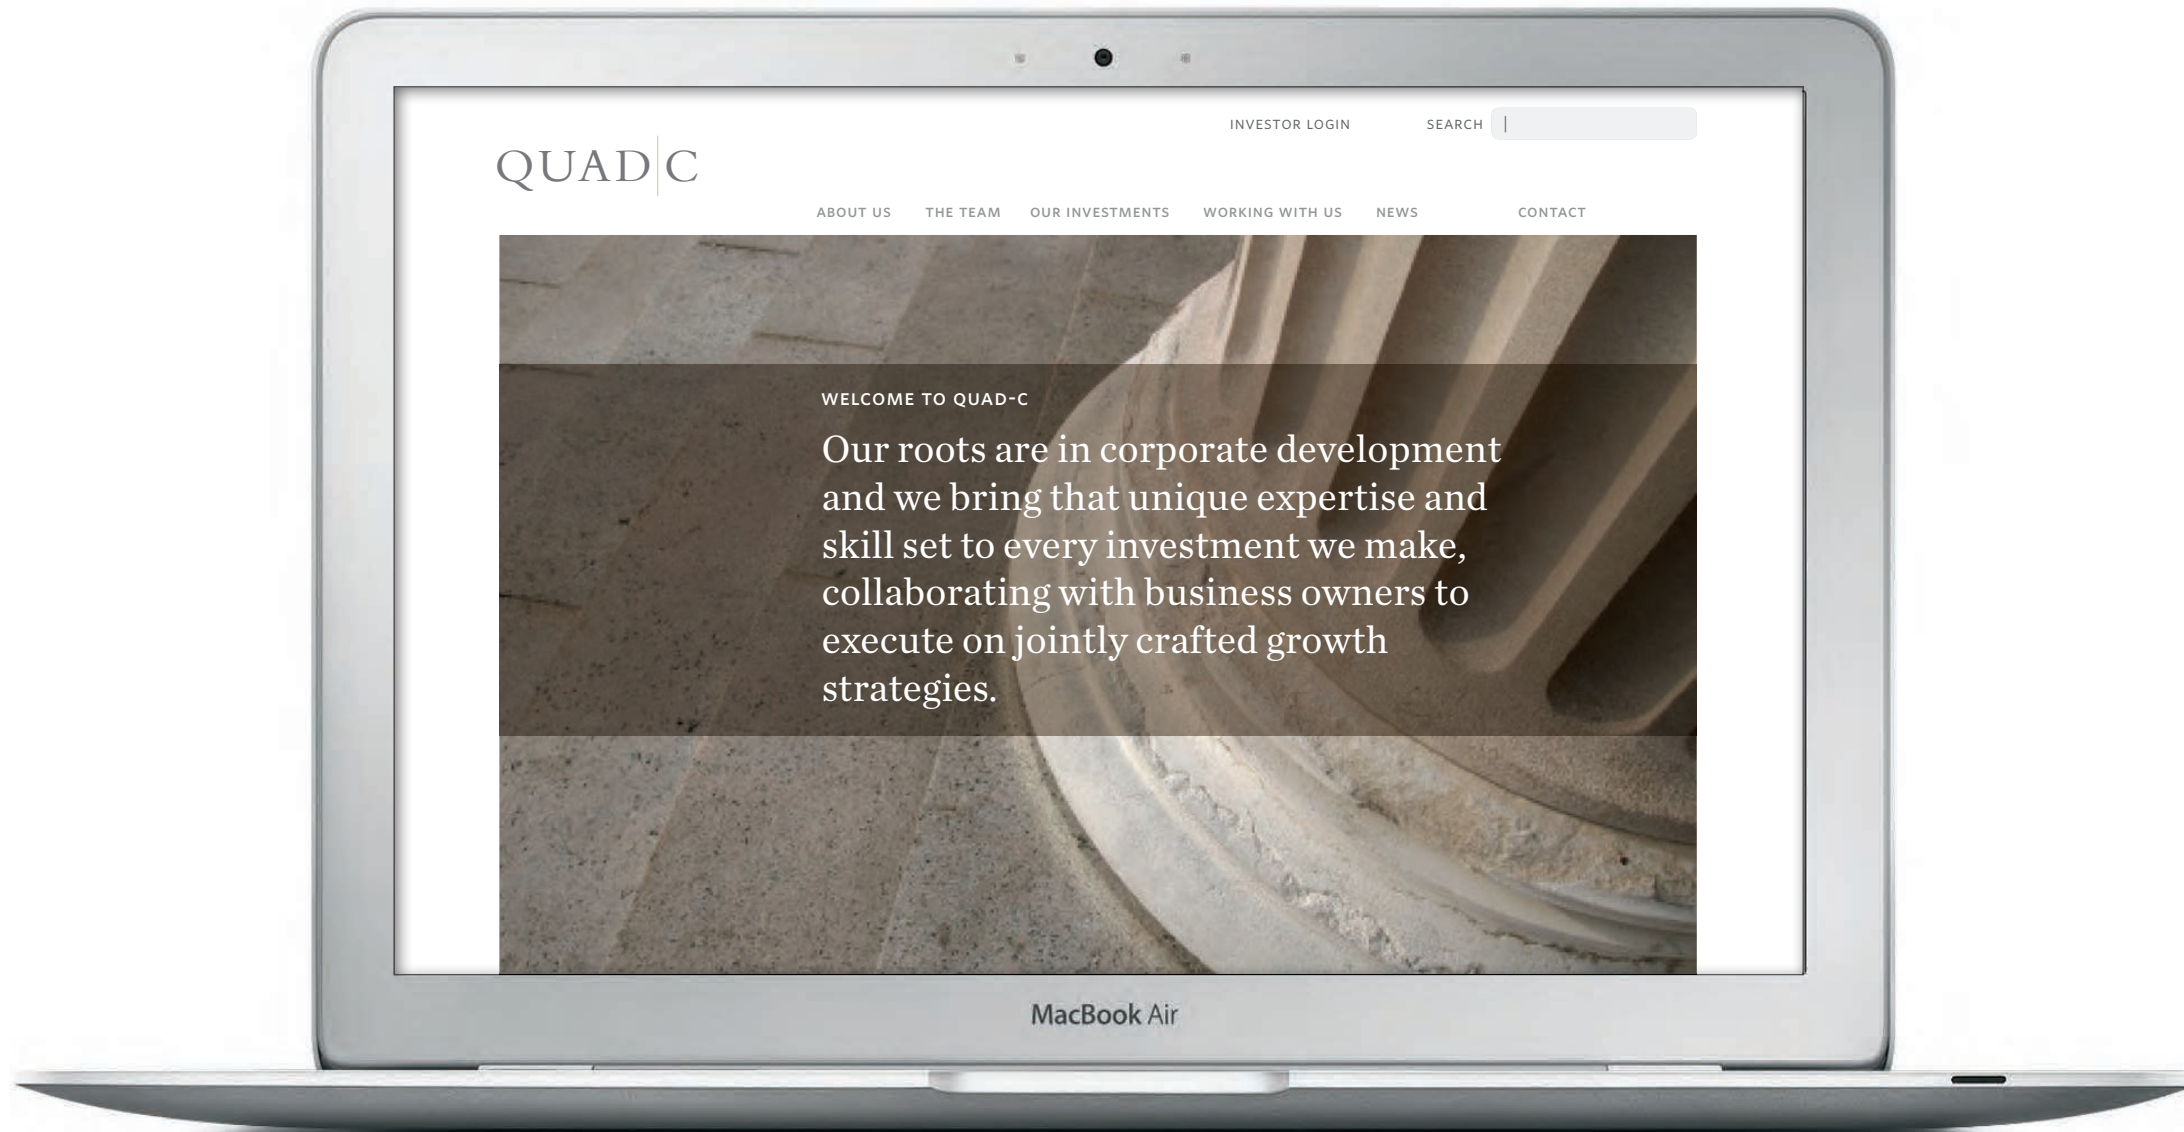 INVESTOR LOGIN
SEARCH
QUAD|C
ABOUT US
THE TEAM
OUR INVESTMENTS
WORKING WITH US
NEWS
CONTACT
WELCOME TO QUAD-C
Our roots are in corporate development
and we bring that unique expertise and
skill set to every investment we make,
collaborating with business owners to
execute on jointly crafted growth
strategies.
MacBook Air